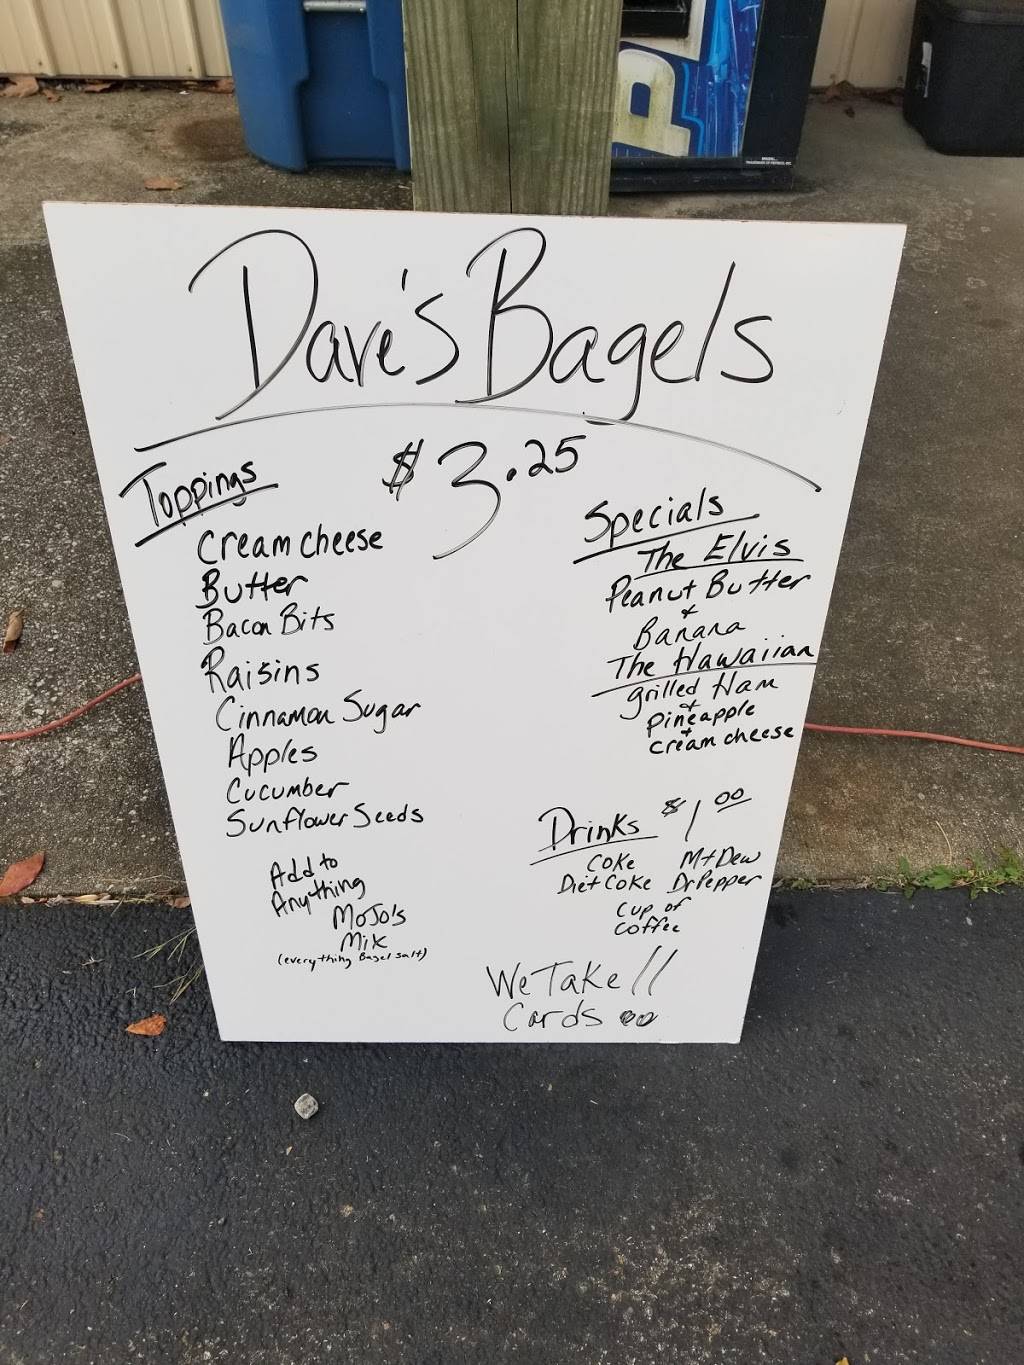 Dave's Bagels
$3.25
Toppings
Cream cheese
Butter
Bacon Bits
Raisins
Cinnamon Sugar
Apples
Cucumber
Sunflower Seeds
Add to
Anything
MoJo's
Mix
(everything Bagel salt)
Specials
The Elvis
Peanut Butter
+
Banana
The Hawaiian
grilled Ham
+
Pineapple
+
cream cheese
Drinks $1.00
Coke Mt Dew
Diet Coke Dr Pepper
Cup of
Coffee
We Take !!
Cards